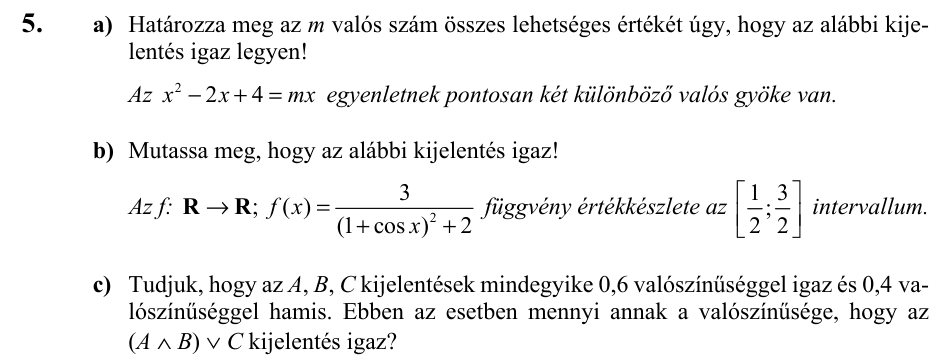 5. a) Határozza meg az m valós szám összes lehetséges értékét úgy, hogy az alábbi kije-
lentés igaz legyen!
Az x² − 2x + 4 = mx egyenletnek pontosan két különböző valós gyöke van.
b) Mutassa meg, hogy az alábbi kijelentés igaz!
Az f: R → R; f(x) = 3/((1 + cos x)² + 2) függvény értékkészlete az [1/2; 3/2] intervallum.
c) Tudjuk, hogy az A, B, C kijelentések mindegyike 0,6 valószínűséggel igaz és 0,4 va-
lószínűséggel hamis. Ebben az esetben mennyi annak a valószínűsége, hogy az
(A ∧ B) ∨ C kijelentés igaz?